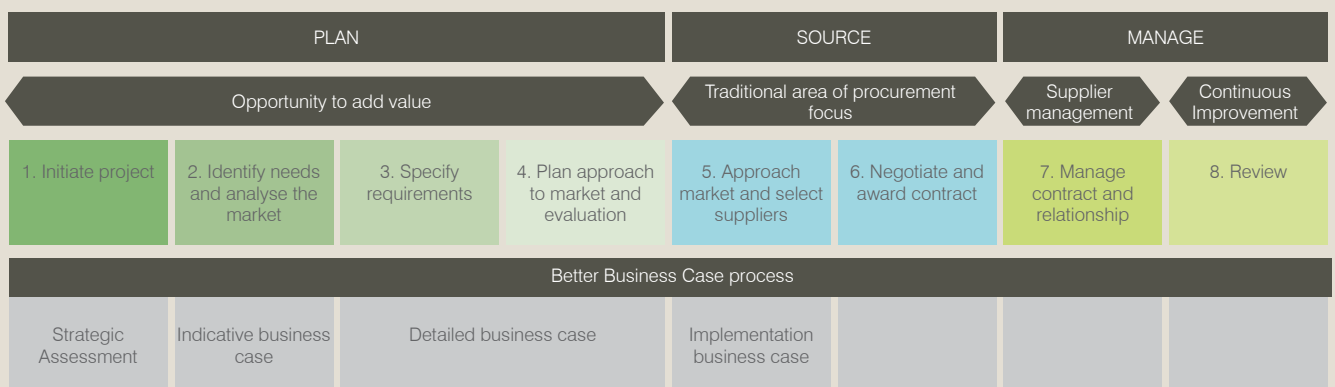 PLAN
SOURCE
MANAGE
Opportunity to add value
Traditional area of procurement
focus
Supplier
management
Continuous
Improvement
1. Initiate project
2. Identify needs
and analyse the
market
3. Specify
requirements
4. Plan approach
to market and
evaluation
5. Approach
market and select
suppliers
6. Negotiate and
award contract
7. Manage
contract and
relationship
8. Review
Better Business Case process
Strategic
Assessment
Indicative business
case
Detailed business case
Implementation
business case